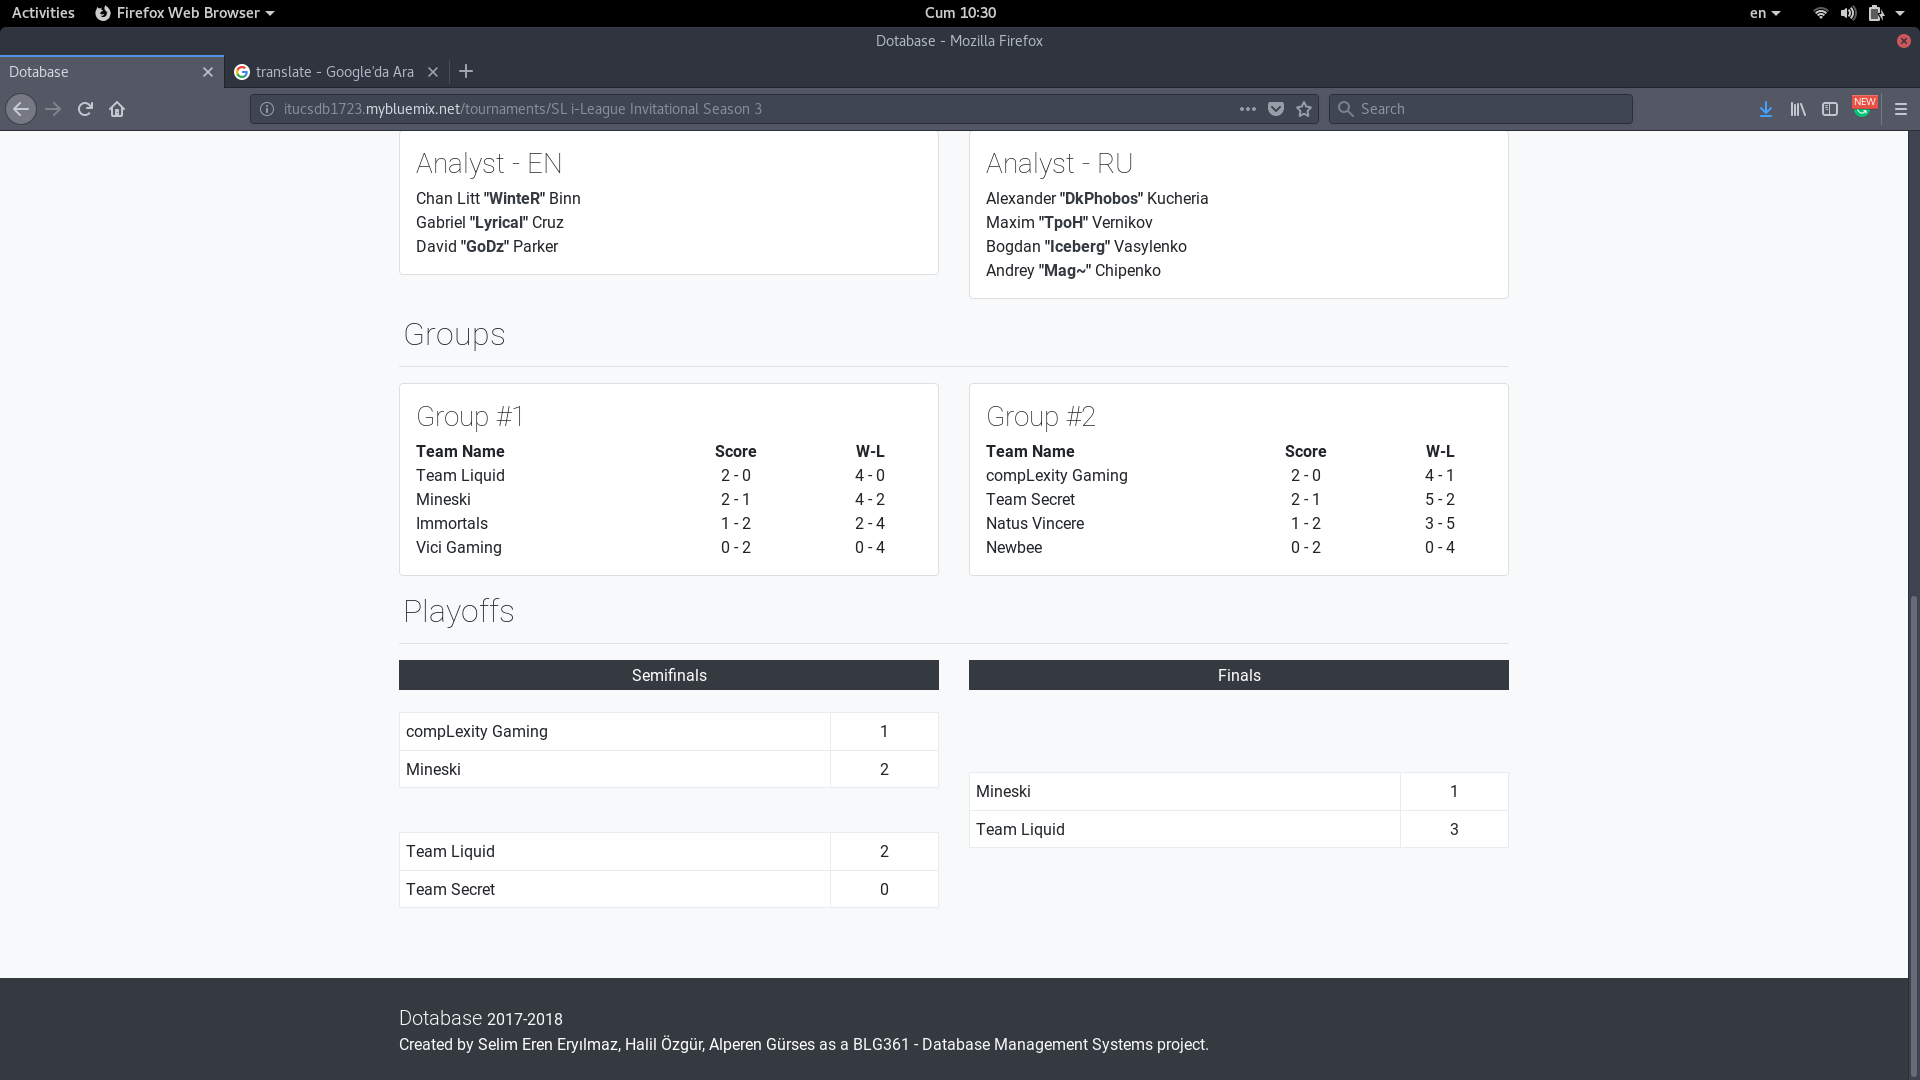 Activities Firefox Web Browser Cum 10:30 en
Dotabase - Mozilla Firefox
Dotabase translate - Google'da Ara
itucsdb1723.mybluemix.net/tournaments/SL i-League Invitational Season 3 Search NEW
Analyst - EN
Chan Litt "WinteR" Binn
Gabriel "Lyrical" Cruz
David "GoDz" Parker
Analyst - RU
Alexander "DkPhobos" Kucheria
Maxim "TpoH" Vernikov
Bogdan "Iceberg" Vasylenko
Andrey "Mag~" Chipenko
Groups
Group #1
Team Name Score W-L
Team Liquid 2 - 0 4 - 0
Mineski 2 - 1 4 - 2
Immortals 1 - 2 2 - 4
Vici Gaming 0 - 2 0 - 4
Group #2
Team Name Score W-L
compLexity Gaming 2 - 0 4 - 1
Team Secret 2 - 1 5 - 2
Natus Vincere 1 - 2 3 - 5
Newbee 0 - 2 0 - 4
Playoffs
Semifinals
compLexity Gaming 1
Mineski 2
Team Liquid 2
Team Secret 0
Finals
Mineski 1
Team Liquid 3
Dotabase 2017-2018
Created by Selim Eren Eryılmaz, Halil Özgür, Alperen Gürses as a BLG361 - Database Management Systems project.